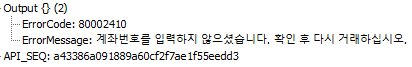 Output {} (2)
ErrorCode: 80002410
ErrorMessage: 계좌번호를 입력하지 않으셨습니다. 확인 후 다시 거래하십시오.
API_SEQ: a43386a091889a60cf2f7ae1f55eedd3